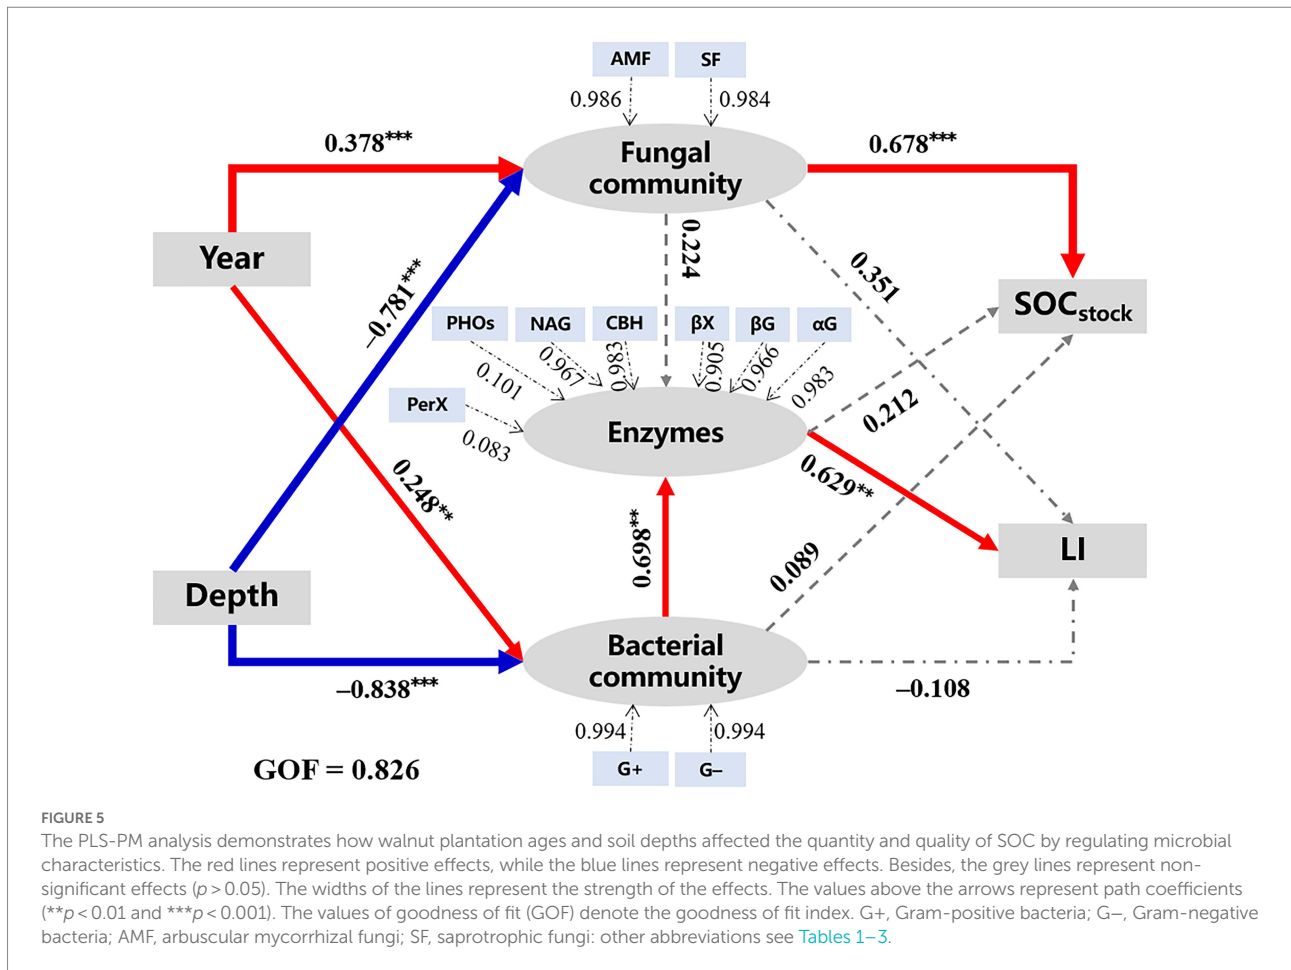 AMF SF
0.986 0.984
0.378*** 0.678***
Fungal
community
Year
0.224
0.351
–0.781***
SOCstock
PHOs NAG CBH βX βG αG
0.101 0.967 0.983 0.905 0.966 0.983
PerX
0.083
Enzymes
0.212
0.248**
0.629**
0.698**
0.089
LI
Depth
Bacterial
community
–0.838*** –0.108
0.994 0.994
G+ G–
GOF = 0.826
FIGURE 5
The PLS-PM analysis demonstrates how walnut plantation ages and soil depths affected the quantity and quality of SOC by regulating microbial
characteristics. The red lines represent positive effects, while the blue lines represent negative effects. Besides, the grey lines represent non-
significant effects (p > 0.05). The widths of the lines represent the strength of the effects. The values above the arrows represent path coefficients
(**p < 0.01 and ***p < 0.001). The values of goodness of fit (GOF) denote the goodness of fit index. G+, Gram-positive bacteria; G–, Gram-negative
bacteria; AMF, arbuscular mycorrhizal fungi; SF, saprotrophic fungi: other abbreviations see Tables 1–3.